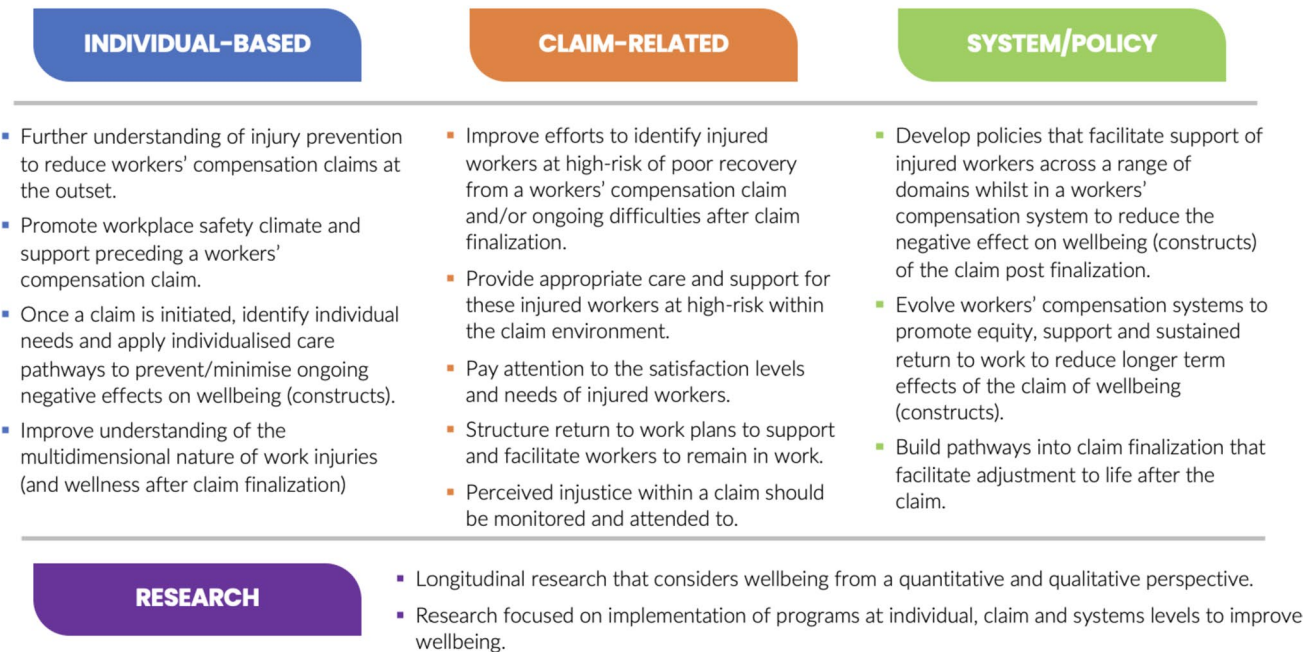 INDIVIDUAL-BASED
▪ Further understanding of injury prevention
to reduce workers' compensation claims at
the outset.
▪ Promote workplace safety climate and
support preceding a workers'
compensation claim.
▪ Once a claim is initiated, identify individual
needs and apply individualised care
pathways to prevent/minimise ongoing
negative effects on wellbeing (constructs).
▪ Improve understanding of the
multidimensional nature of work injuries
(and wellness after claim finalization)
CLAIM-RELATED
▪ Improve efforts to identify injured
workers at high-risk of poor recovery
from a workers' compensation claim
and/or ongoing difficulties after claim
finalization.
▪ Provide appropriate care and support for
these injured workers at high-risk within
the claim environment.
▪ Pay attention to the satisfaction levels
and needs of injured workers.
▪ Structure return to work plans to support
and facilitate workers to remain in work.
▪ Perceived injustice within a claim should
be monitored and attended to.
SYSTEM/POLICY
▪ Develop policies that facilitate support of
injured workers across a range of
domains whilst in a workers'
compensation system to reduce the
negative effect on wellbeing (constructs)
of the claim post finalization.
▪ Evolve workers' compensation systems to
promote equity, support and sustained
return to work to reduce longer term
effects of the claim of wellbeing
(constructs).
▪ Build pathways into claim finalization that
facilitate adjustment to life after the
claim.
RESEARCH
▪ Longitudinal research that considers wellbeing from a quantitative and qualitative perspective.
▪ Research focused on implementation of programs at individual, claim and systems levels to improve
wellbeing.